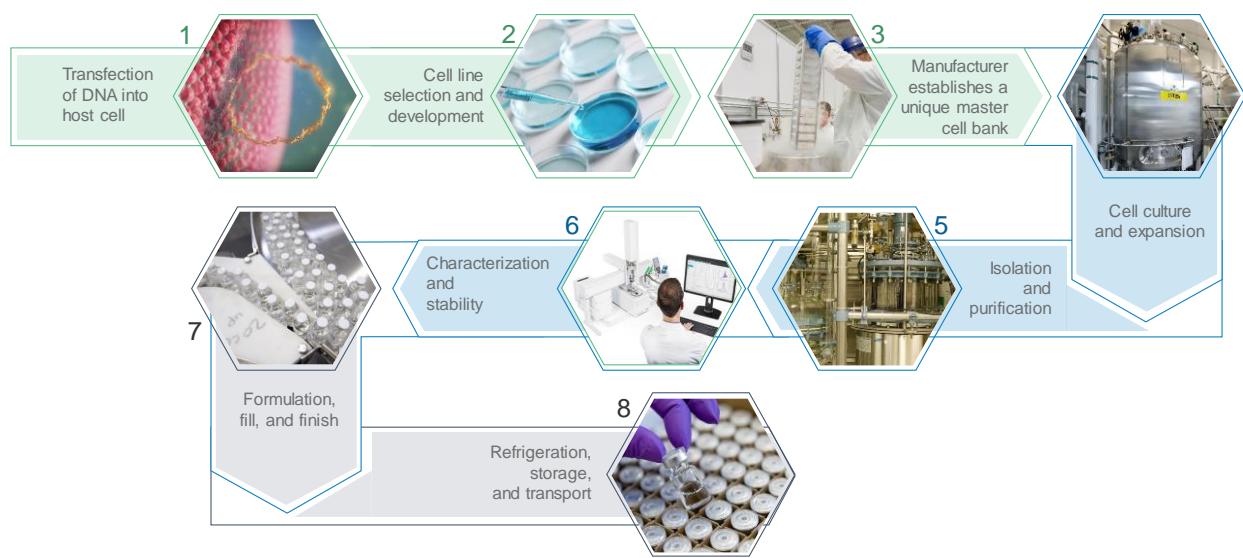 1
Transfection
of DNA into
host cell
2
Cell line
selection and
development
3
Manufacturer
establishes a
unique master
cell bank
Cell culture
and expansion
5
Isolation
and
purification
6
Characterization
and
stability
7
Formulation,
fill, and finish
8
Refrigeration,
storage,
and transport